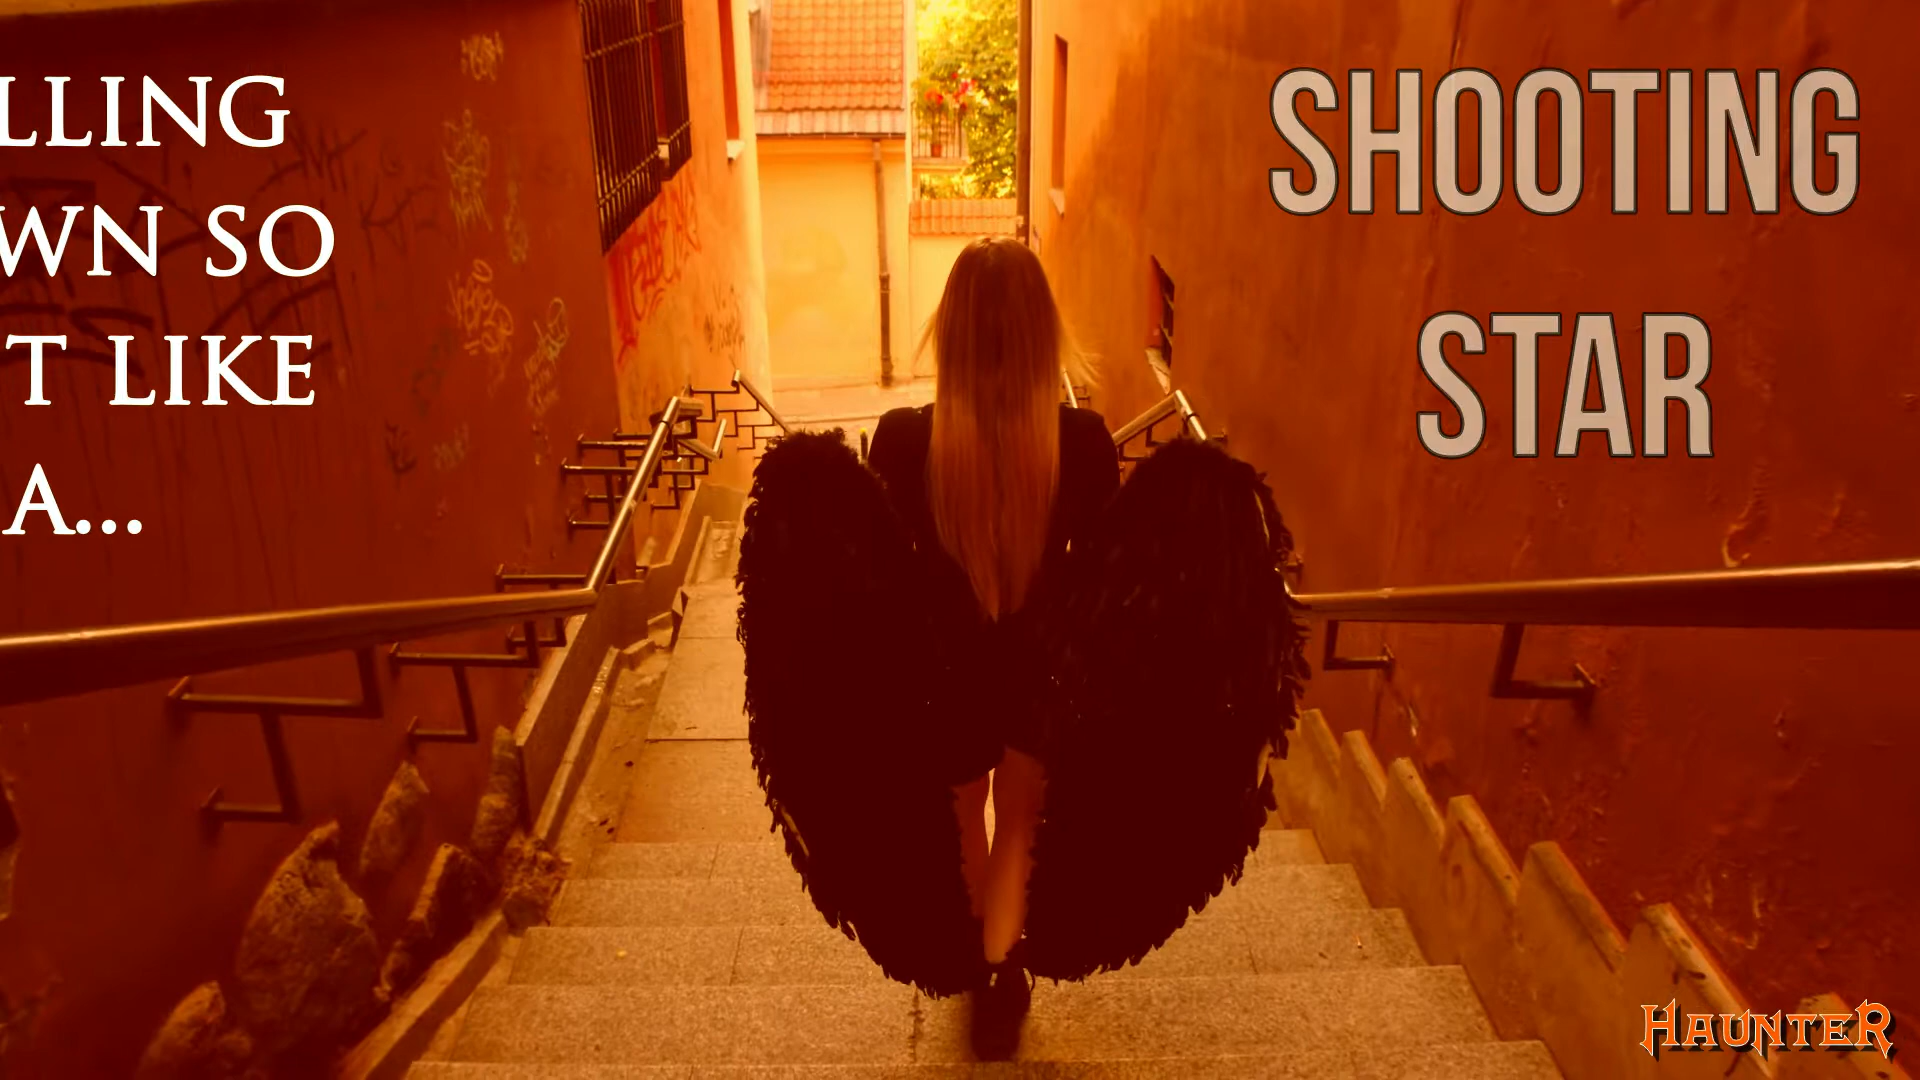 LLING
WN SO
T LIKE
A...
SHOOTING
STAR
HAUNTER